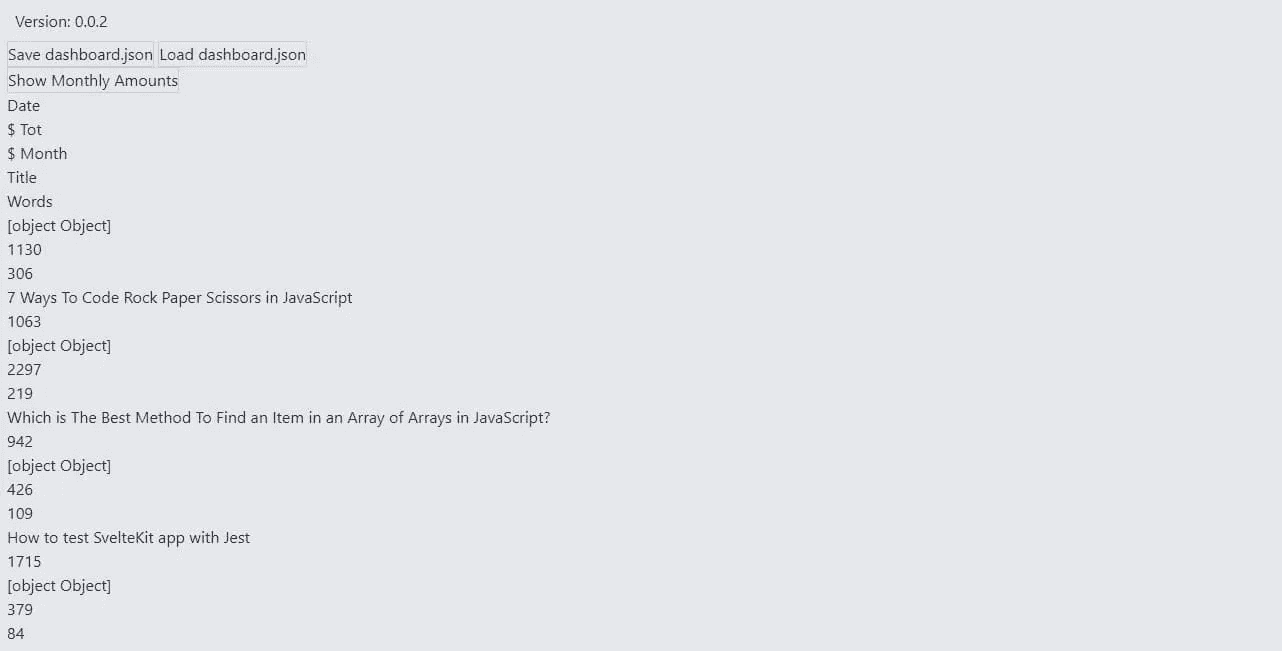 Version: 0.0.2
Save dashboard.json Load dashboard.json
Show Monthly Amounts
Date
$ Tot
$ Month
Title
Words
[object Object]
1130
306
7 Ways To Code Rock Paper Scissors in JavaScript
1063
[object Object]
2297
219
Which is The Best Method To Find an Item in an Array of Arrays in JavaScript?
942
[object Object]
426
109
How to test SvelteKit app with Jest
1715
[object Object]
379
84